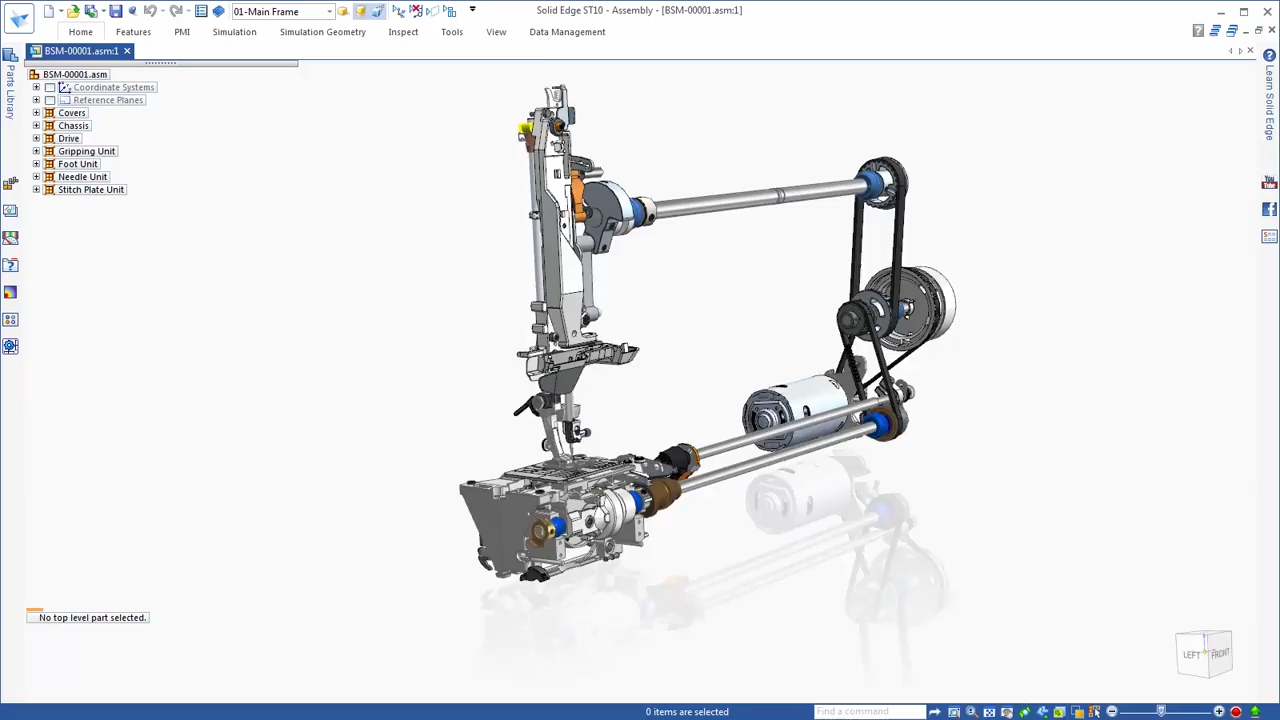 01-Main Frame
Solid Edge ST10 - Assembly - [BSM-00001.asm:1]
Home
Features
PMI
Simulation
Simulation Geometry
Inspect
Tools
View
Data Management
BSM-00001.asm:1
Parts Library
BSM-00001.asm
Coordinate Systems
Reference Planes
Covers
Chassis
Drive
Gripping Unit
Foot Unit
Needle Unit
Stitch Plate Unit
Learn Solid Edge
You
Tube
No top level part selected.
LEFT
FRONT
0 items are selected
Find a command